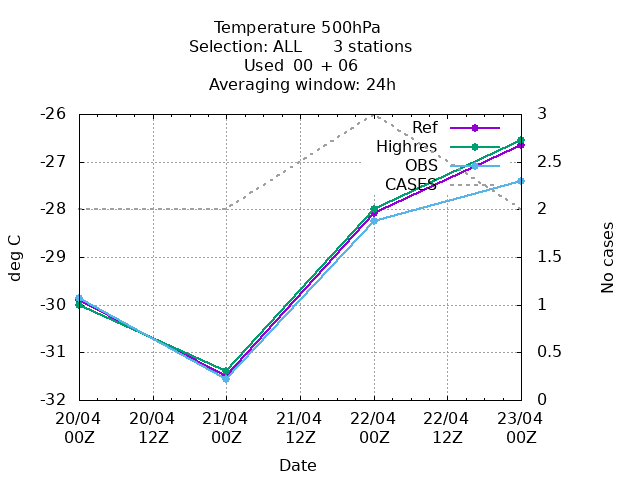 Temperature 500hPa
Selection: ALL      3 stations
Used  00 + 06
Averaging window: 24h
-26
-27
-28
-29
-30
-31
-32
3
2.5
2
1.5
1
0.5
0
Ref
Highres
OBS
CASES
deg C
No cases
20/04 20/04 21/04 21/04 22/04 22/04 23/04
00Z 12Z 00Z 12Z 00Z 12Z 00Z
Date